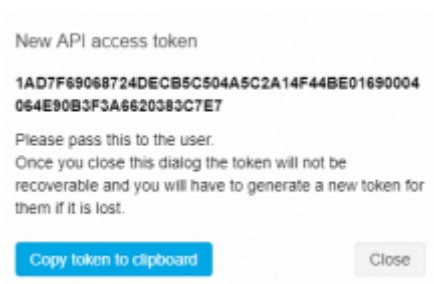 New API access token
1AD7F69068724DECB5C504A5C2A14F44BE01690004
064E90B3F3A6620383C7E7
Please pass this to the user.
Once you close this dialog the token will not be
recoverable and you will have to generate a new token for
them if it is lost.
Copy token to clipboard
Close